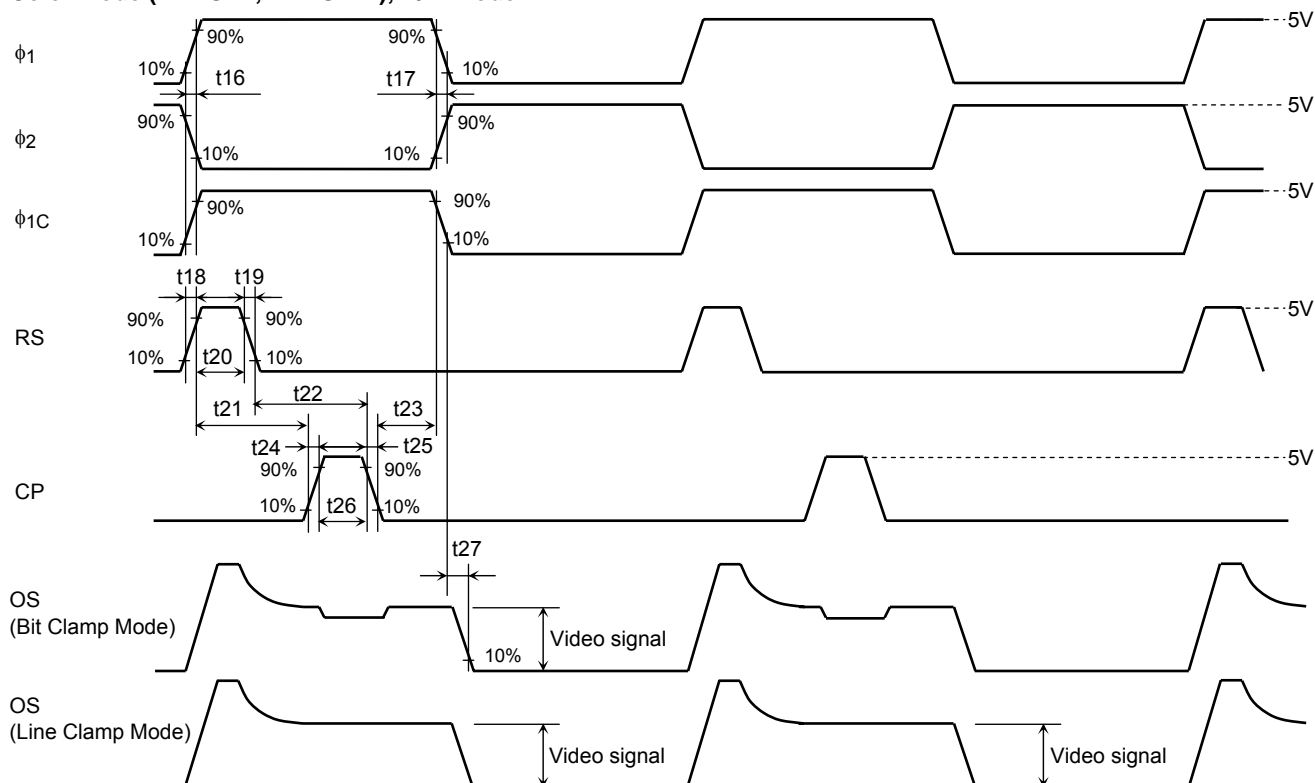 5V
ϕ1
90%
90%
10%
t16
t17
10%
5V
90%
90%
ϕ2
10%
10%
5V
ϕ1C
90%
90%
10%
10%
t18
t19
5V
90%
90%
RS
10%
t20
10%
t21
t22
t23
t24
t25
90%
90%
5V
CP
10%
t26
10%
t27
OS
(Bit Clamp Mode)
Video signal
10%
OS
(Line Clamp Mode)
Video signal
Video signal